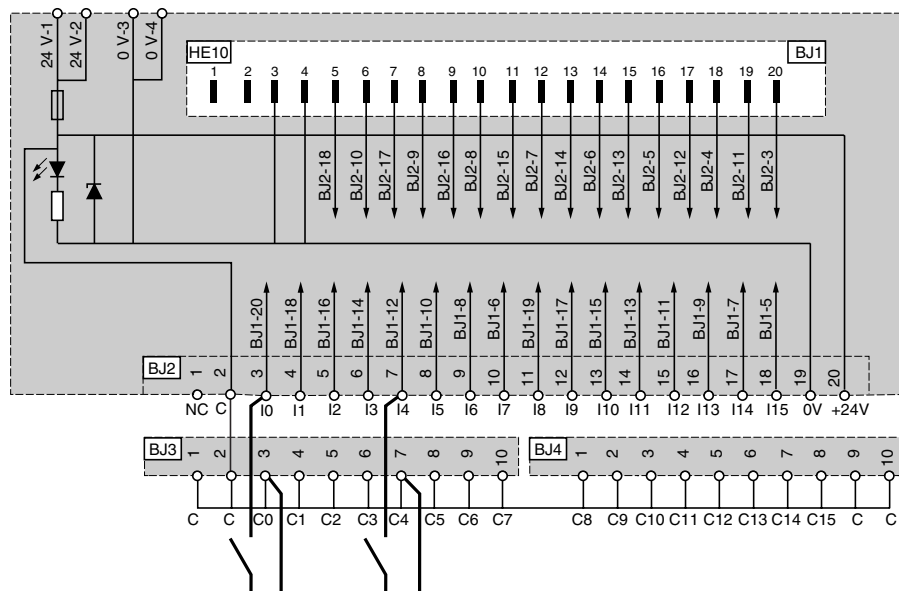 24 V-1 24 V-2 0 V-3 0 V-4
HE10 BJ1
1 2 3 4 5 6 7 8 9 10 11 12 13 14 15 16 17 18 19 20
BJ2-18 BJ2-10 BJ2-17 BJ2-9 BJ2-16 BJ2-8 BJ2-15 BJ2-7 BJ2-14 BJ2-6 BJ2-13 BJ2-5 BJ2-12 BJ2-4 BJ2-11 BJ2-3
BJ1-20 BJ1-18 BJ1-16 BJ1-14 BJ1-12 BJ1-10 BJ1-8 BJ1-6 BJ1-19 BJ1-17 BJ1-15 BJ1-13 BJ1-11 BJ1-9 BJ1-7 BJ1-5
BJ2 1 2 3 4 5 6 7 8 9 10 11 12 13 14 15 16 17 18 19 20
NC C I0 I1 I2 I3 I4 I5 I6 I7 I8 I9 I10 I11 I12 I13 I14 I15 0V +24V
BJ3 1 2 3 4 5 6 7 8 9 10 BJ4 1 2 3 4 5 6 7 8 9 10
C C C0 C1 C2 C3 C4 C5 C6 C7 C8 C9 C10 C11 C12 C13 C14 C15 C C